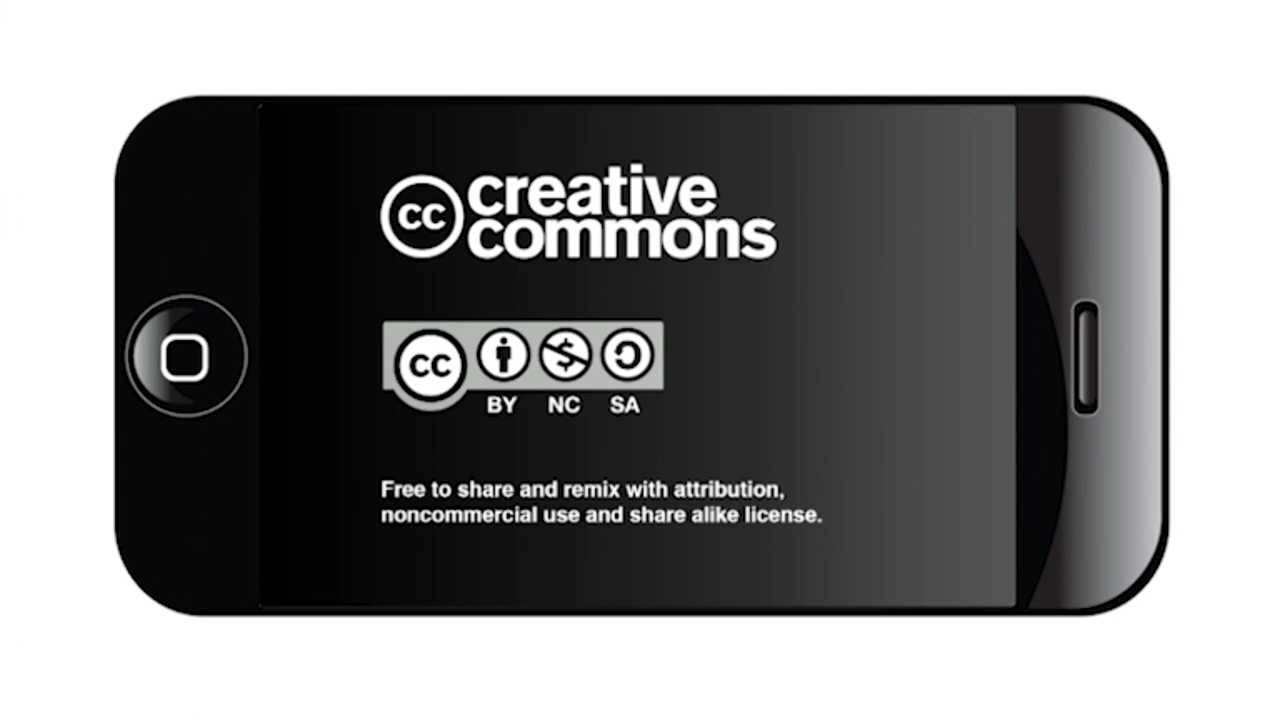 cc creative
commons
cc
BY NC SA
Free to share and remix with attribution,
noncommercial use and share alike license.